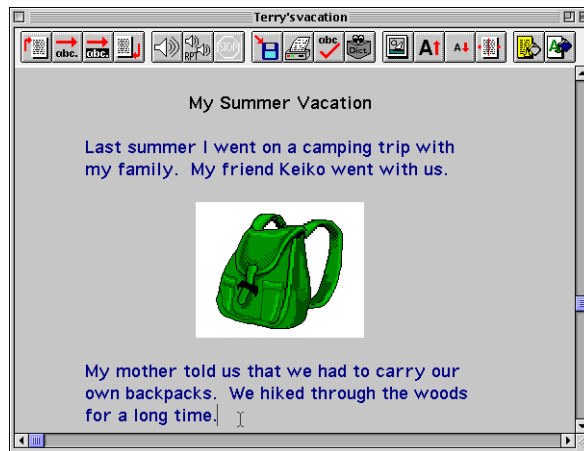 Terry'svacation
abc. abc. RPT STOP abc Dict A A A
My Summer Vacation
Last summer I went on a camping trip with
my family.  My friend Keiko went with us.
My mother told us that we had to carry our
own backpacks.  We hiked through the woods
for a long time.